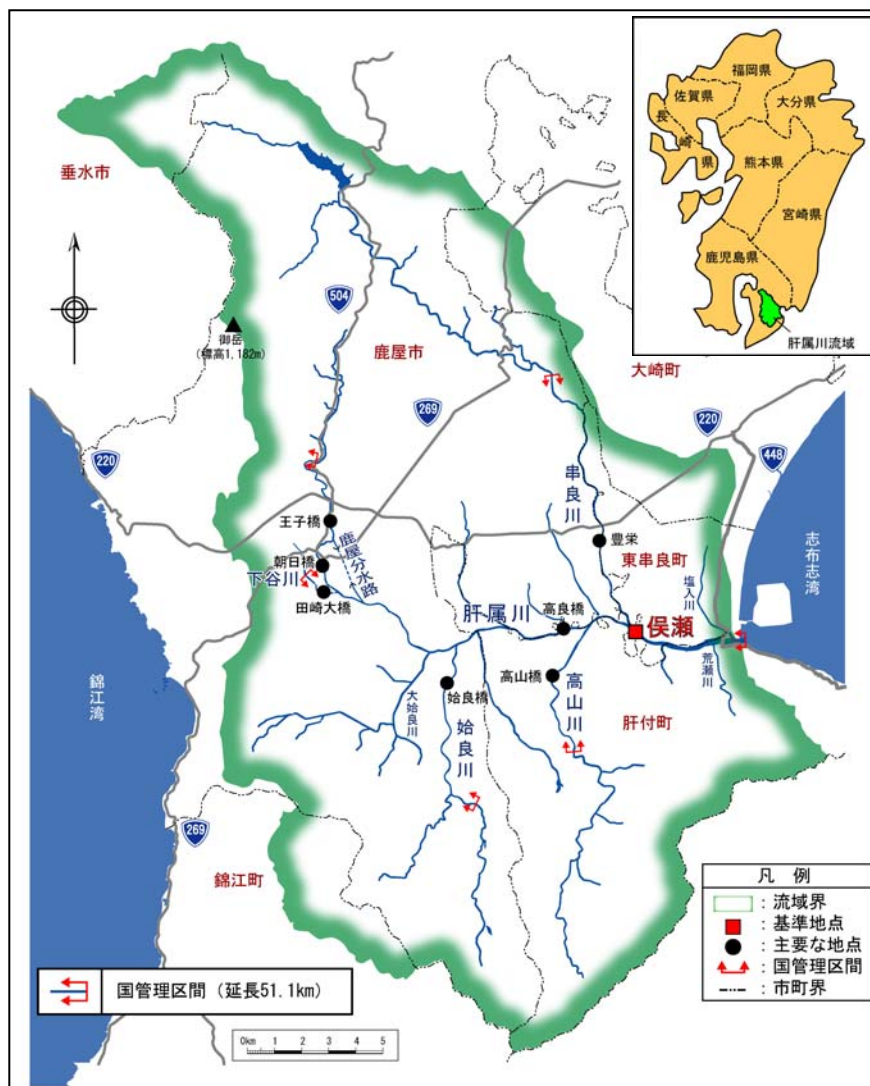 福岡県
佐賀県
大分県
長
崎
県
熊本県
宮崎県
鹿児島県
肝属川流域
垂水市
504
御岳
(標高1,182m)
鹿屋市
大崎町
269
220
220
448
串良川
王子橋
鹿屋分水路
豊栄
朝日橋
下谷川
東串良町
志布志湾
田崎大橋
塩入川
肝属川
高良橋
俣瀬
荒瀬川
錦江湾
高山橋
姶良橋
高山川
大姶良川
姶良川
肝付町
269
錦江町
凡 例
:流域界
:基準地点
:主要な地点
:国管理区間
:市町界
国管理区間(延長51.1km)
0km 1 2 3 4 5